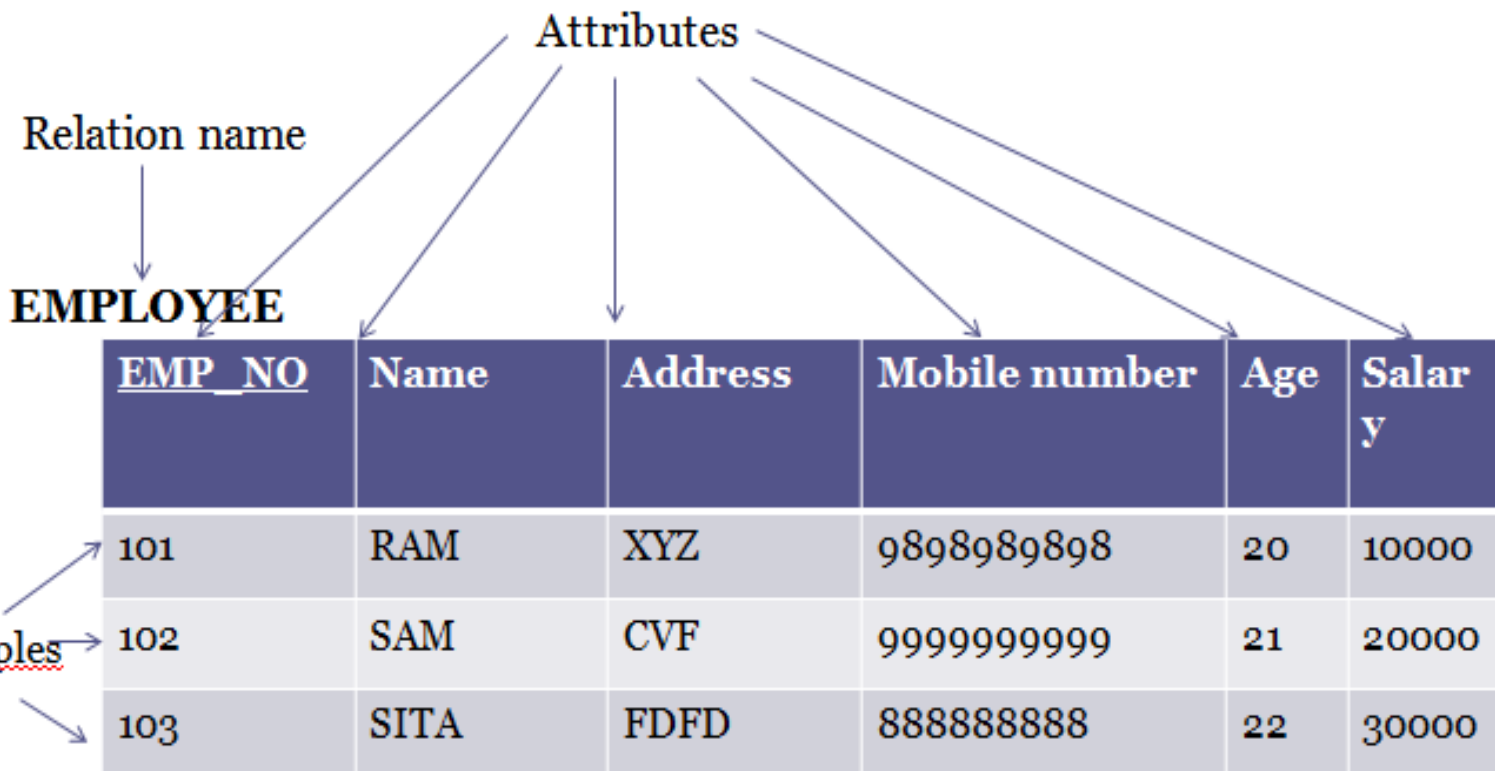 Attributes
Relation name
EMPLOYEE
EMP_NO Name Address Mobile number Age Salar
y
101 RAM XYZ 9898989898 20 10000
ples 102 SAM CVF 9999999999 21 20000
103 SITA FDFD 888888888 22 30000